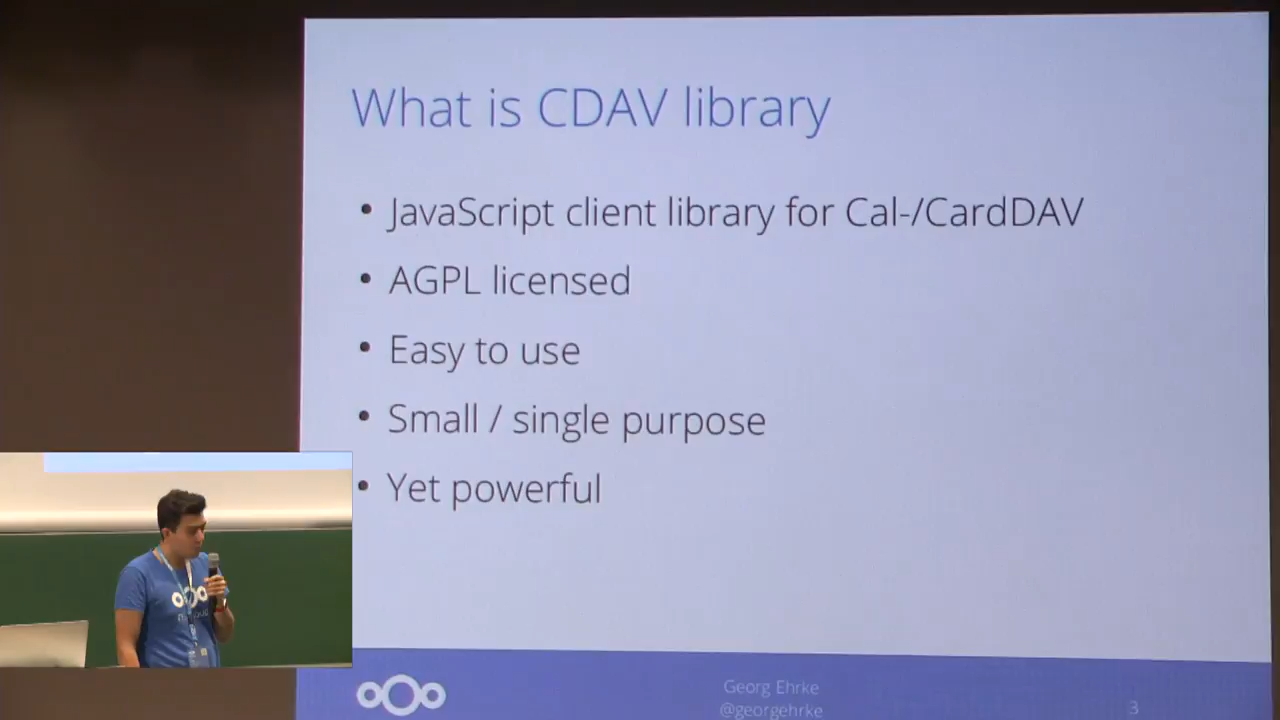 What is CDAV library
• JavaScript client library for Cal-/CardDAV
• AGPL licensed
• Easy to use
• Small / single purpose
• Yet powerful
Georg Ehrke
@georgehrke
3